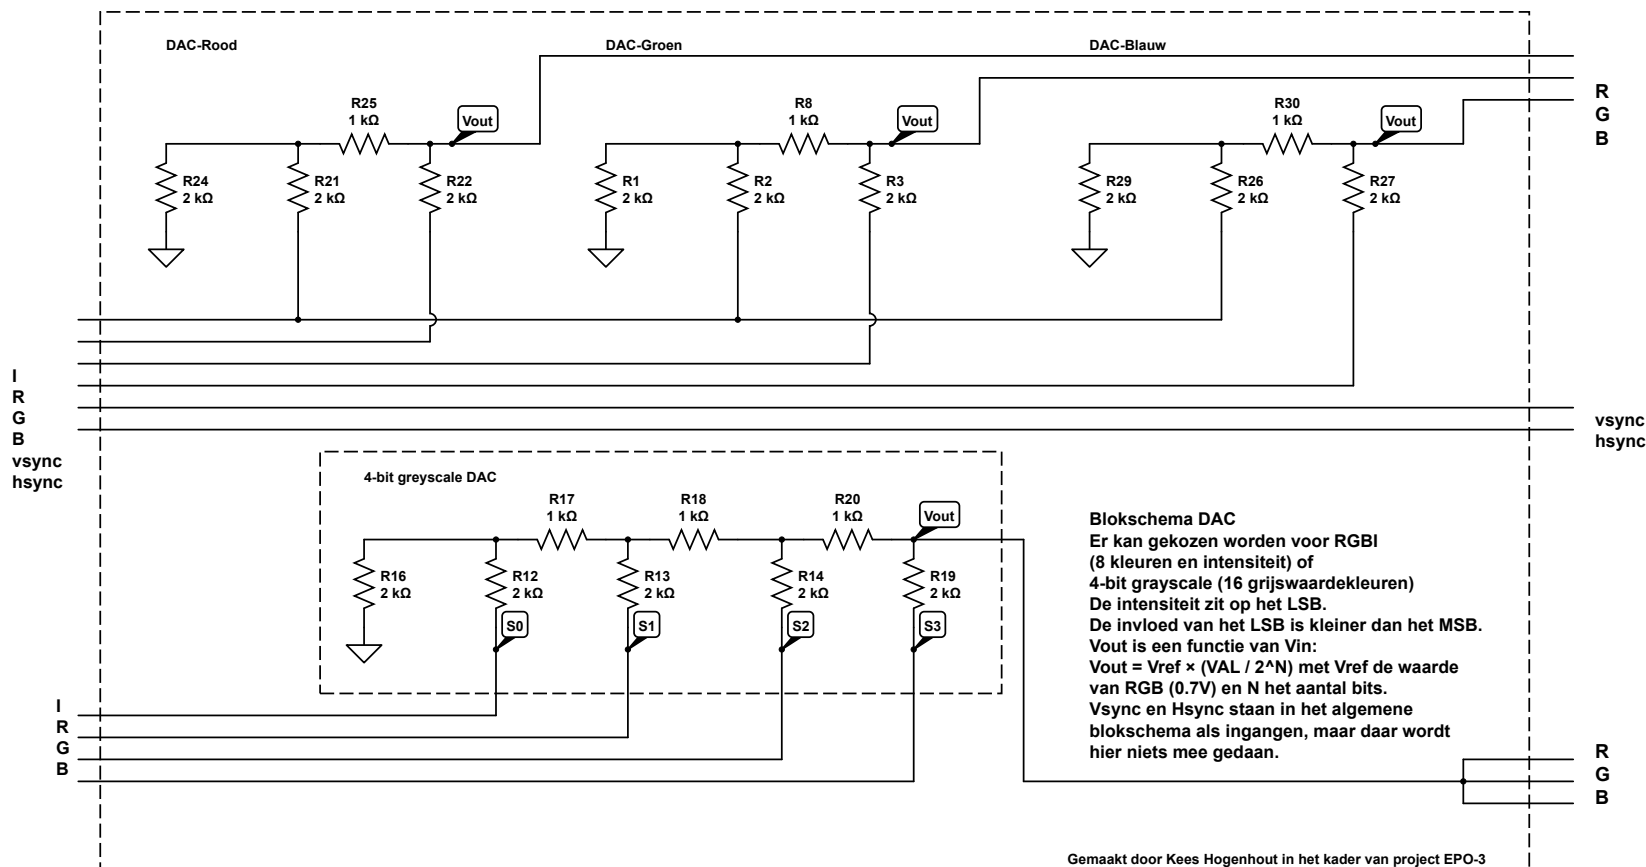 DAC-Rood
DAC-Groen
DAC-Blauw
R25
1 kΩ
Vout
R24
2 kΩ
R21
2 kΩ
R22
2 kΩ
R8
1 kΩ
Vout
R1
2 kΩ
R2
2 kΩ
R3
2 kΩ
R30
1 kΩ
Vout
R29
2 kΩ
R26
2 kΩ
R27
2 kΩ
R
G
B
I
R
G
B
vsync
hsync
vsync
hsync
4-bit greyscale DAC
R17
1 kΩ
R18
1 kΩ
R20
1 kΩ
Vout
R16
2 kΩ
R12
2 kΩ
R13
2 kΩ
R14
2 kΩ
R19
2 kΩ
S0
S1
S2
S3
I
R
G
B
Blokschema DAC
Er kan gekozen worden voor RGBI
(8 kleuren en intensiteit) of
4-bit grayscale (16 grijswaardekleuren)
De intensiteit zit op het LSB.
De invloed van het LSB is kleiner dan het MSB.
Vout is een functie van Vin:
Vout = Vref × (VAL / 2^N) met Vref de waarde
van RGB (0.7V) en N het aantal bits.
Vsync en Hsync staan in het algemene
blokschema als ingangen, maar daar wordt
hier niets mee gedaan.
R
G
B
Gemaakt door Kees Hogenhout in het kader van project EPO-3